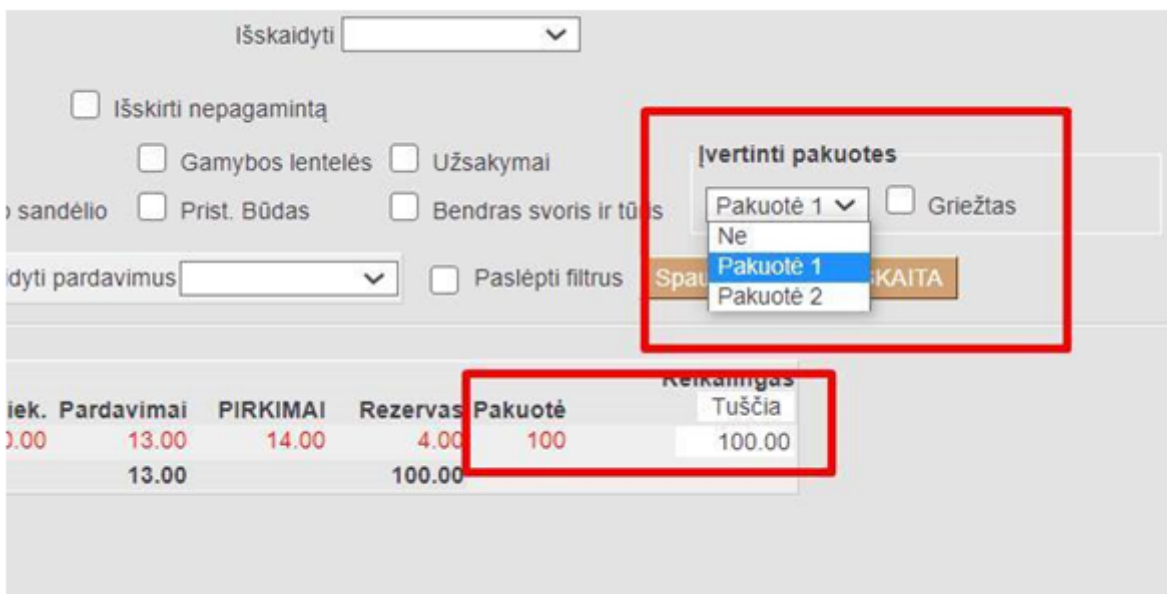 Išskaidyti
Išskirti nepagamintą
Įvertinti pakuotes
Gamybos lentelės Užsakymai
sandėlio Prist. Būdas Bendras svoris ir tūris Pakuotė 1 Griežtas
Ne
Pakuotė 1
Pakuotė 2
dyti pardavimus Paslėpti filtrus Spau KAITA
Reikalingas
iek. Pardavimai PIRKIMAI Rezervas Pakuotė Tuščia
0.00 13.00 14.00 4.00 100 100.00
13.00 100.00